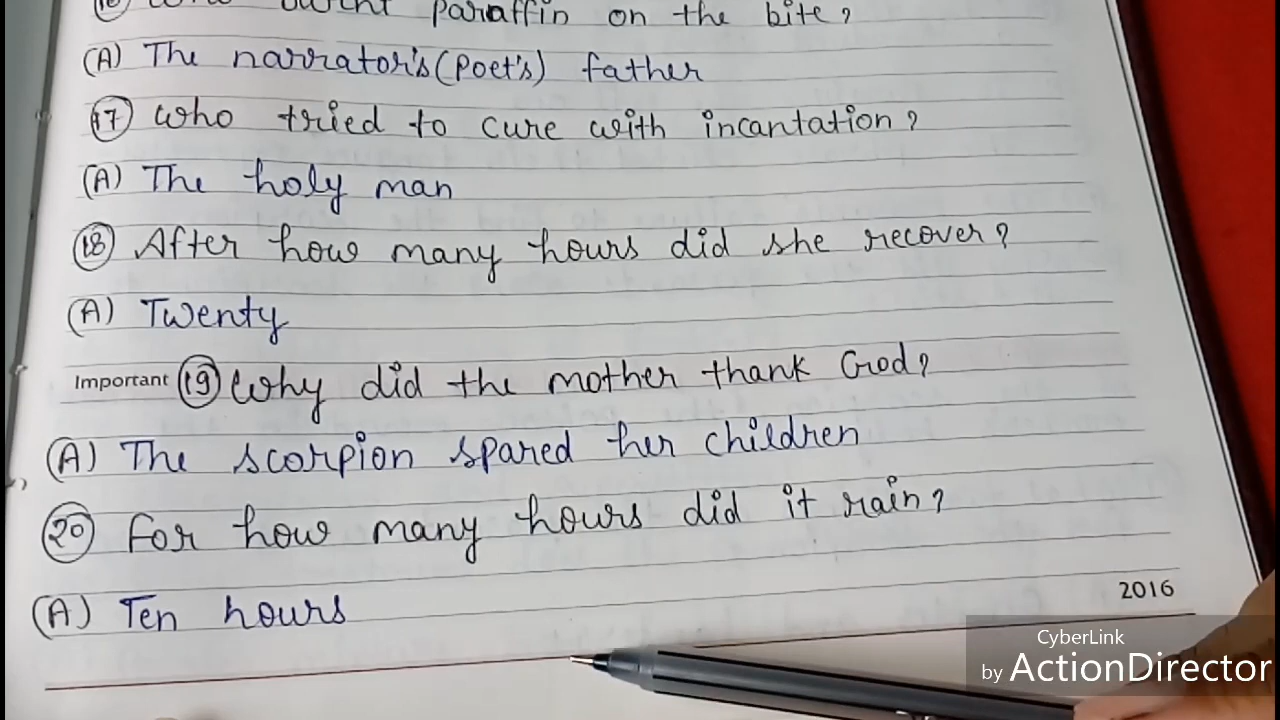 burnt paraffin on the bite?
(A) The narrator's (poet's) father
17 Who tried to cure with incantation?
(A) The holy man
18 After how many hours did she recover?
(A) Twenty
Important 19 Why did the mother thank God?
(A) The scorpion spared her children
20 For how many hours did it rain?
(A) Ten hours
2016
CyberLink
by ActionDirector